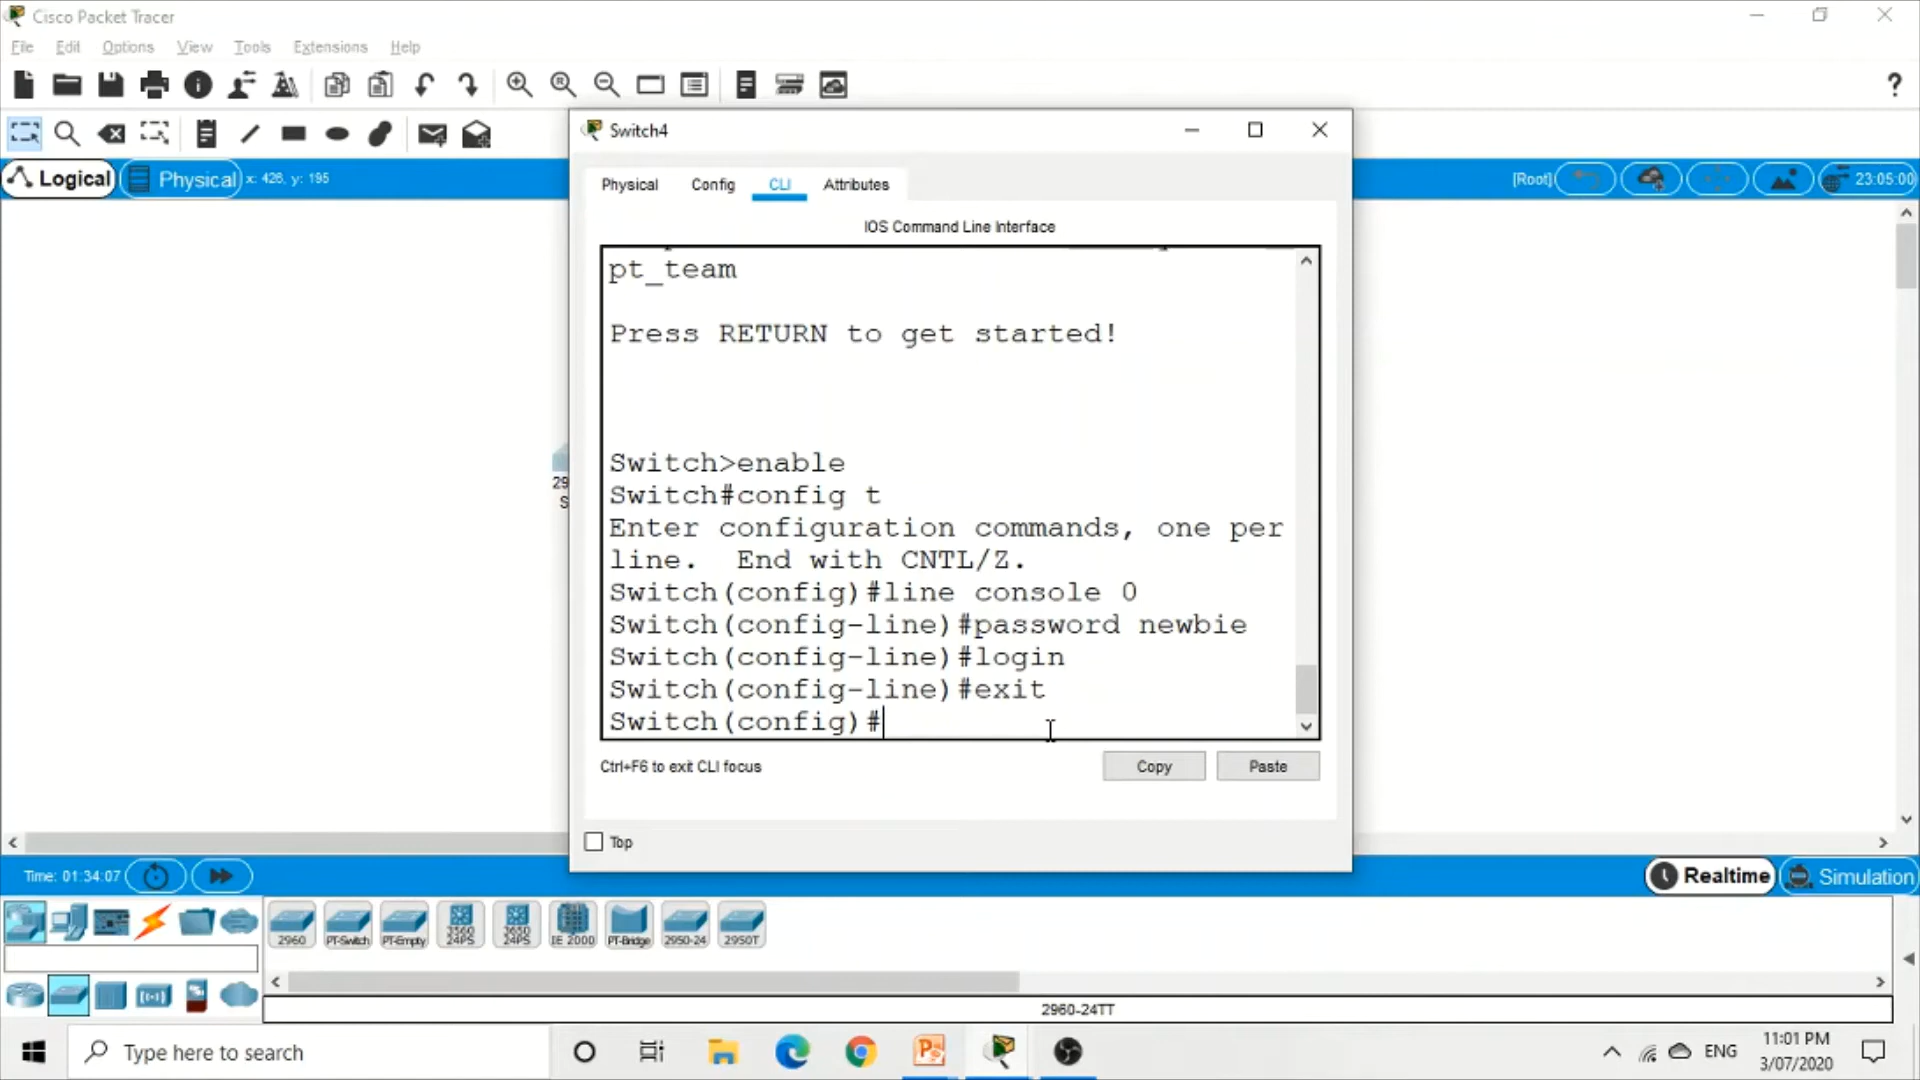 Cisco Packet Tracer
File Edit Options View Tools Extensions Help
?
Switch4
Logical Physical x: 426, y: 195
[Root] 23:05:00
Physical Config CLI Attributes
IOS Command Line Interface
pt_team
Press RETURN to get started!
Switch>enable
Switch#config t
Enter configuration commands, one per
line.  End with CNTL/Z.
Switch(config)#line console 0
Switch(config-line)#password newbie
Switch(config-line)#login
Switch(config-line)#exit
Switch(config)#
29
S
Ctrl+F6 to exit CLI focus
Copy Paste
Top
Time: 01:34:07
Realtime Simulation
2960 PT-Switch PT-Empty 3560 24PS 3650 24PS IE 2000 PT-Bridge 2950-24 2950T
2960-24TT
Type here to search
ENG
11:01 PM
3/07/2020